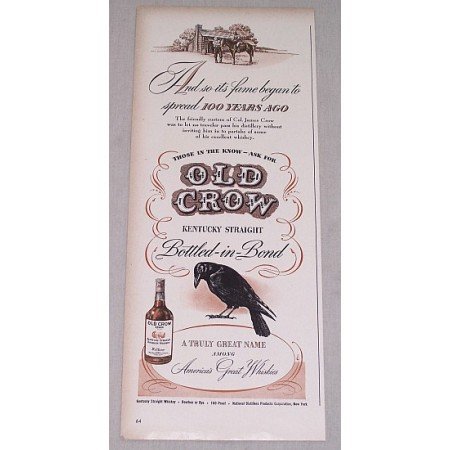 And so its fame began to
spread 100 YEARS AGO
The friendly custom of Col. James Crow
was to let no traveler pass his distillery without
inviting him in to partake of some
of his excellent whiskey.
THOSE IN THE KNOW—ASK FOR
OLD
CROW
KENTUCKY STRAIGHT
Bottled-in-Bond
OLD CROW
A TRULY GREAT NAME
AMONG
America's Great Whiskies
Kentucky Straight Whiskey • Bourbon or Rye • 100 Proof • National Distillers Products Corporation, New York
64